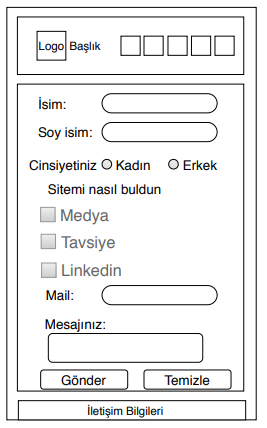 Logo Başlık
İsim:
Soy isim:
Cinsiyetiniz Kadın Erkek
Sitemi nasıl buldun
Medya
Tavsiye
Linkedin
Mail:
Mesajınız:
Gönder Temizle
İletişim Bilgileri